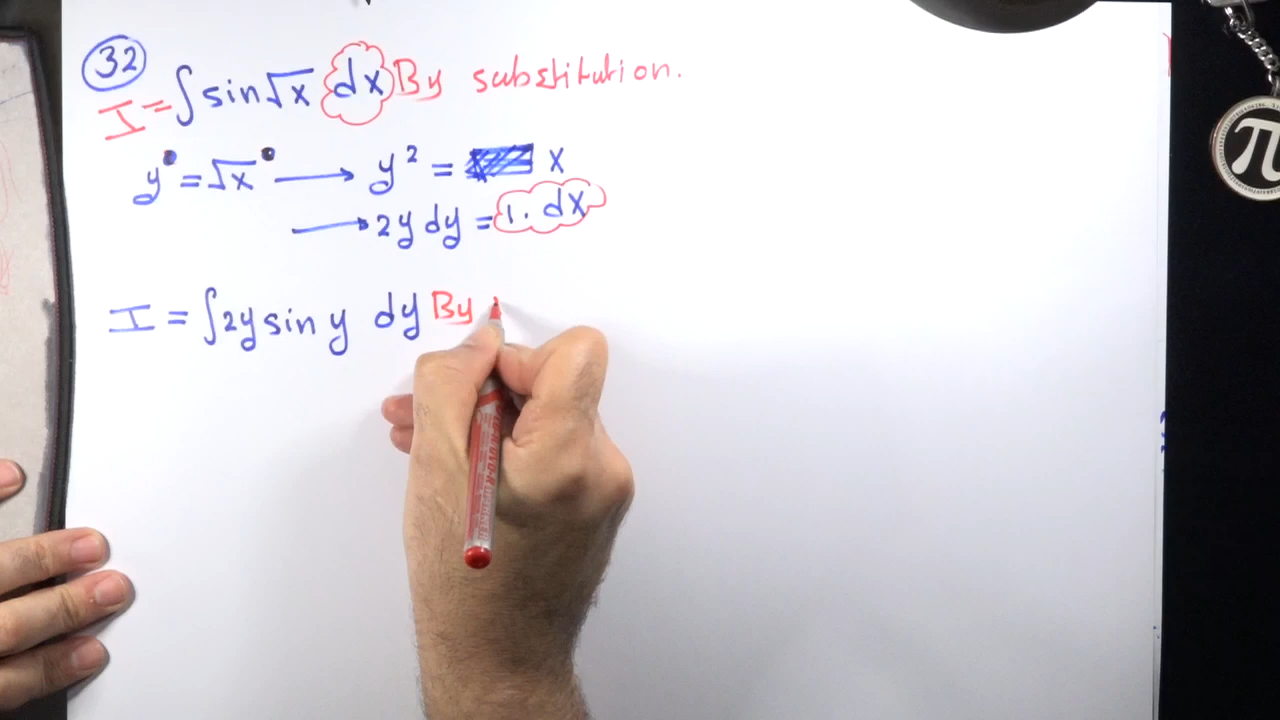 32
I = ∫ sin√x dx By substitution.
y = √x → y² = x
→ 2y dy = 1. dx
I = ∫ 2y sin y dy By
π